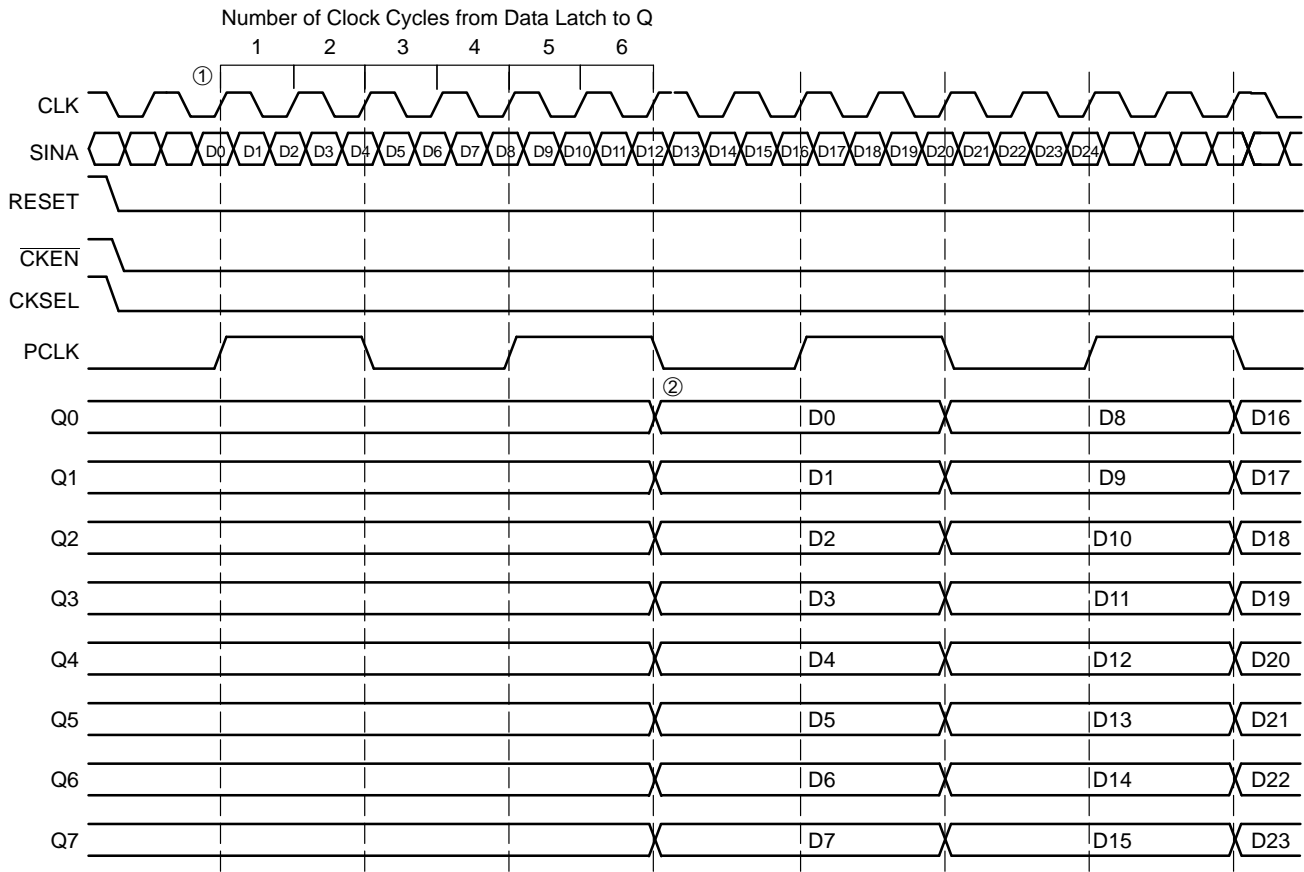 Number of Clock Cycles from Data Latch to Q
1 2 3 4 5 6
①
CLK
SINA D0 D1 D2 D3 D4 D5 D6 D7 D8 D9 D10 D11 D12 D13 D14 D15 D16 D17 D18 D19 D20 D21 D22 D23 D24
RESET
CKEN
CKSEL
PCLK
②
Q0 D0 D8 D16
Q1 D1 D9 D17
Q2 D2 D10 D18
Q3 D3 D11 D19
Q4 D4 D12 D20
Q5 D5 D13 D21
Q6 D6 D14 D22
Q7 D7 D15 D23